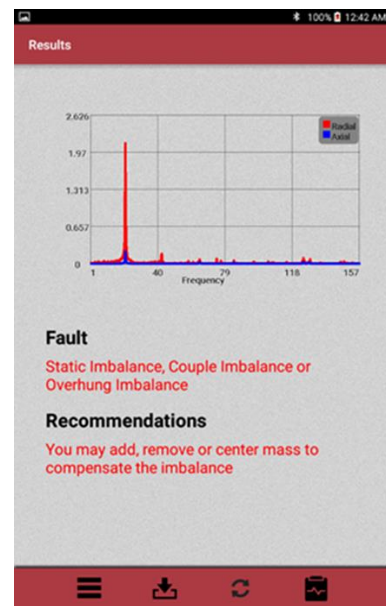 100% 12:42 AM
Results
2.626
Radial
Axial
1.97
1.313
0.657
0
1 40 79 118 157
Frequency
Fault
Static Imbalance, Couple Imbalance or
Overhung Imbalance
Recommendations
You may add, remove or center mass to
compensate the imbalance